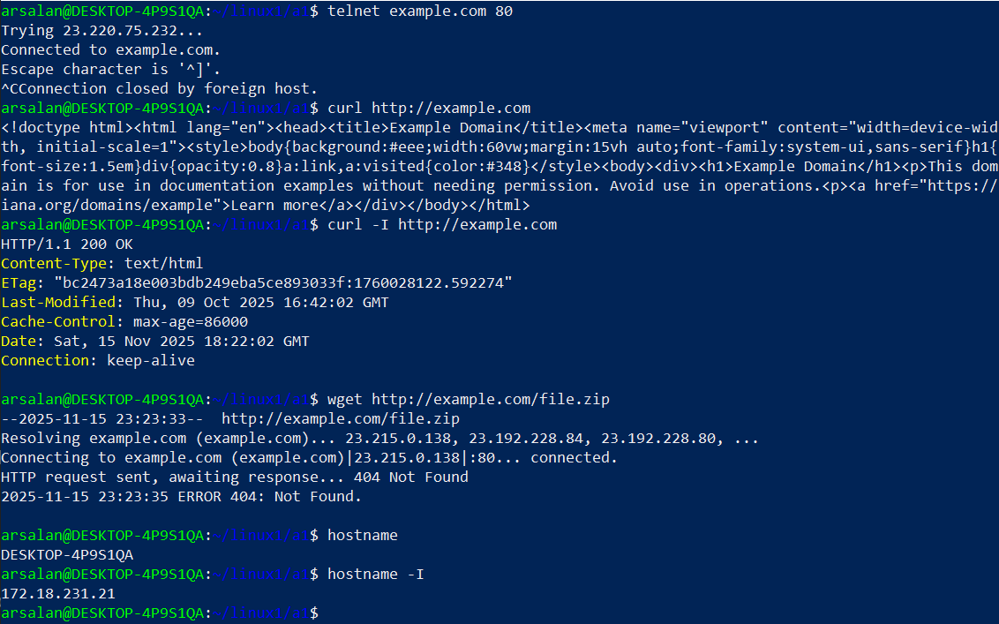 arsalan@DESKTOP-4P9S1QA:~/linux1/a1$ telnet example.com 80
Trying 23.220.75.232...
Connected to example.com.
Escape character is '^]'.
^CConnection closed by foreign host.
arsalan@DESKTOP-4P9S1QA:~/linux1/a1$ curl http://example.com
<!doctype html><html lang="en"><head><title>Example Domain</title><meta name="viewport" content="width=device-wid
th, initial-scale=1"><style>body{background:#eee;width:60vw;margin:15vh auto;font-family:system-ui,sans-serif}h1{
font-size:1.5em}div{opacity:0.8}a:link,a:visited{color:#348}</style><body><div><h1>Example Domain</h1><p>This dom
ain is for use in documentation examples without needing permission. Avoid use in operations.<p><a href="https://
iana.org/domains/example">Learn more</a></div></body></html>
arsalan@DESKTOP-4P9S1QA:~/linux1/a1$ curl -I http://example.com
HTTP/1.1 200 OK
Content-Type: text/html
ETag: "bc2473a18e003bdb249eba5ce893033f:1760028122.592274"
Last-Modified: Thu, 09 Oct 2025 16:42:02 GMT
Cache-Control: max-age=86000
Date: Sat, 15 Nov 2025 18:22:02 GMT
Connection: keep-alive
arsalan@DESKTOP-4P9S1QA:~/linux1/a1$ wget http://example.com/file.zip
--2025-11-15 23:23:33--  http://example.com/file.zip
Resolving example.com (example.com)... 23.215.0.138, 23.192.228.84, 23.192.228.80, ...
Connecting to example.com (example.com)|23.215.0.138|:80... connected.
HTTP request sent, awaiting response... 404 Not Found
2025-11-15 23:23:35 ERROR 404: Not Found.
arsalan@DESKTOP-4P9S1QA:~/linux1/a1$ hostname
DESKTOP-4P9S1QA
arsalan@DESKTOP-4P9S1QA:~/linux1/a1$ hostname -I
172.18.231.21
arsalan@DESKTOP-4P9S1QA:~/linux1/a1$